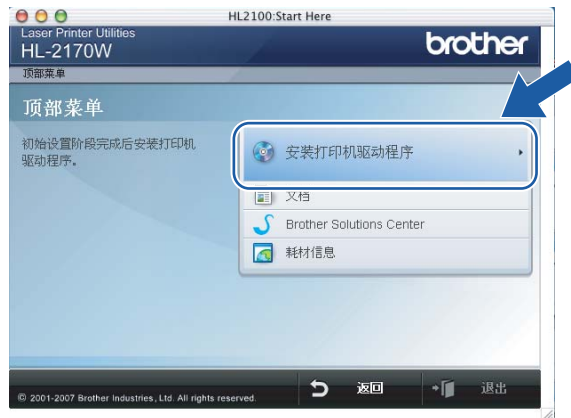 HL2100:Start Here
Laser Printer Utilities
HL-2170W
brother
顶部菜单
顶部菜单
初始设置阶段完成后安装打印机
驱动程序。
安装打印机驱动程序
文档
Brother Solutions Center
耗材信息
© 2001-2007 Brother Industries, Ltd. All rights reserved.
返回
退出